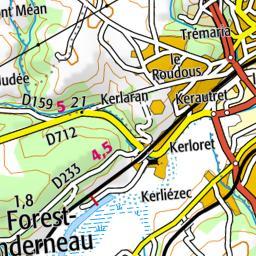 nt Méan
Trémaria
le
Roudous
udée
Kerlaran
Kerautret
D159 5 21
D712
4,5
Kerloret
D233
Kerliézec
1,8
Forest-
nderneau